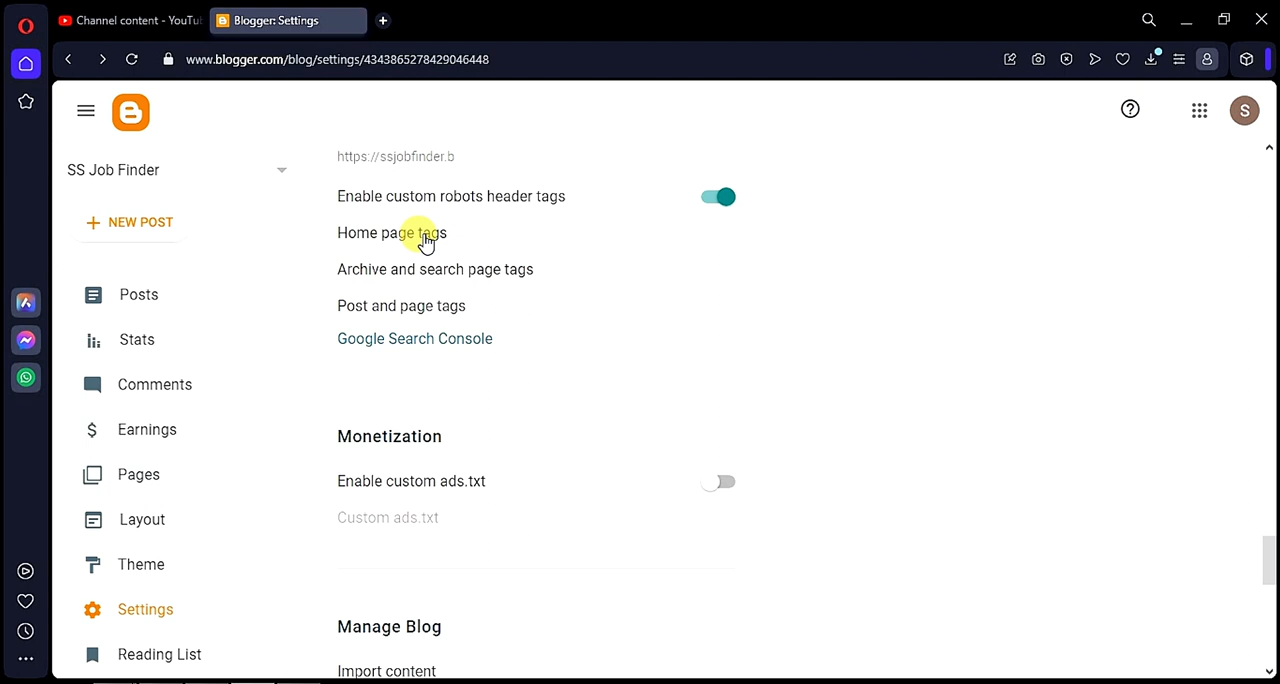 Channel content - YouTu
Blogger: Settings
www.blogger.com/blog/settings/4343865278429046448
S
SS Job Finder
NEW POST
Posts
Stats
Comments
Earnings
Pages
Layout
Theme
Settings
Reading List
https://ssjobfinder.b
Enable custom robots header tags
Home page tags
Archive and search page tags
Post and page tags
Google Search Console
Monetization
Enable custom ads.txt
Custom ads.txt
Manage Blog
Import content